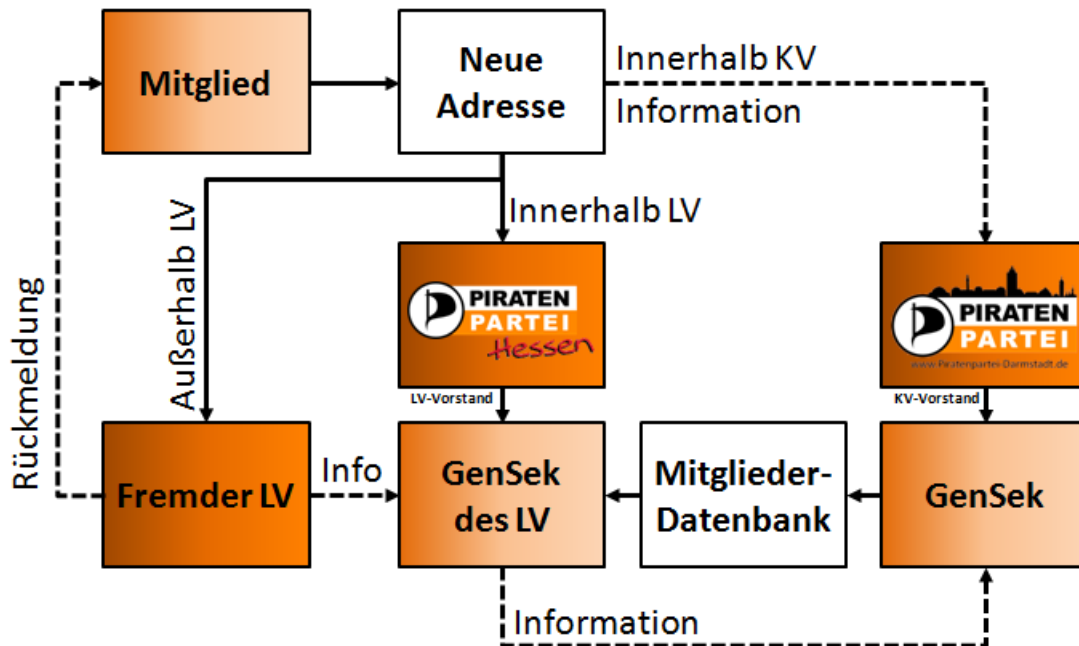 Mitglied
Neue
Adresse
Innerhalb KV
Information
Innerhalb LV
Außerhalb LV
Rückmeldung
PIRATEN
PARTEI
Hessen
PIRATEN
PARTEI
www.Piratenpartei-Darmstadt.de
LV-Vorstand
KV-Vorstand
Fremder LV
Info
GenSek
des LV
Mitglieder-
Datenbank
GenSek
Information